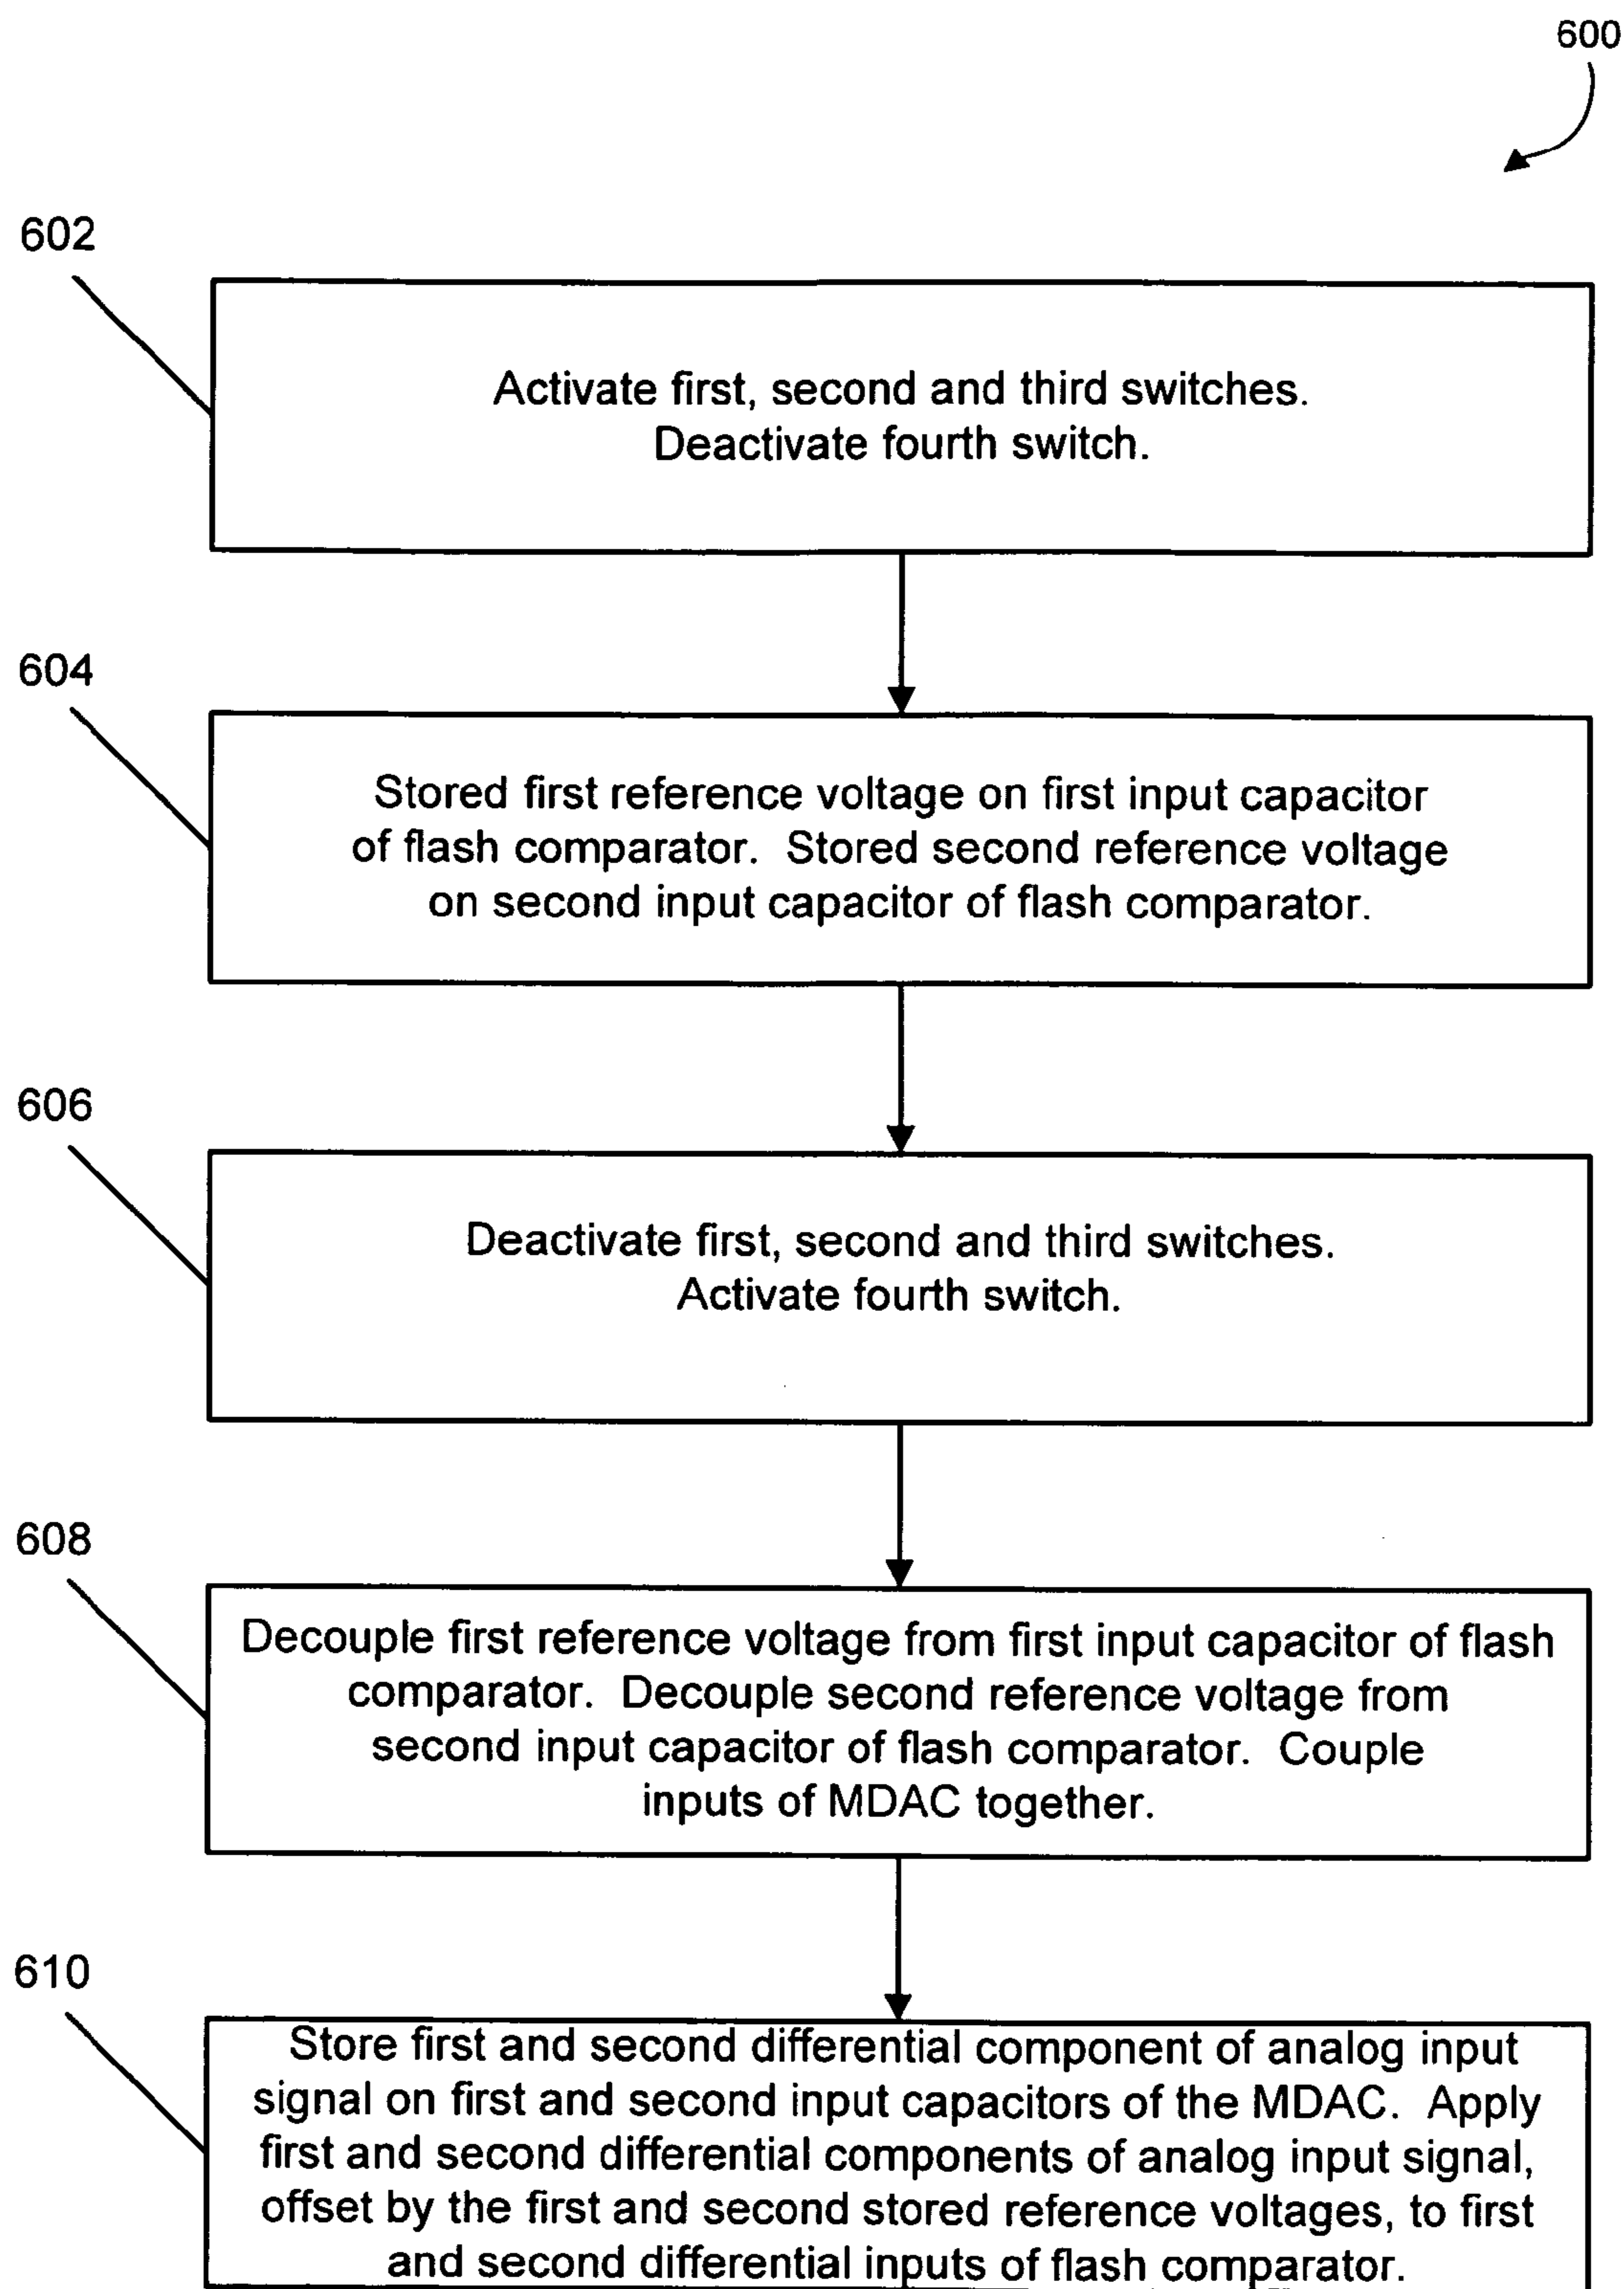 600
602
Activate first, second and third switches.
Deactivate fourth switch.
604
Stored first reference voltage on first input capacitor
of flash comparator. Stored second reference voltage
on second input capacitor of flash comparator.
606
Deactivate first, second and third switches.
Activate fourth switch.
608
Decouple first reference voltage from first input capacitor of flash
comparator. Decouple second reference voltage from
second input capacitor of flash comparator. Couple
inputs of MDAC together.
610
Store first and second differential component of analog input
signal on first and second input capacitors of the MDAC. Apply
first and second differential components of analog input signal,
offset by the first and second stored reference voltages, to first
and second differential inputs of flash comparator.